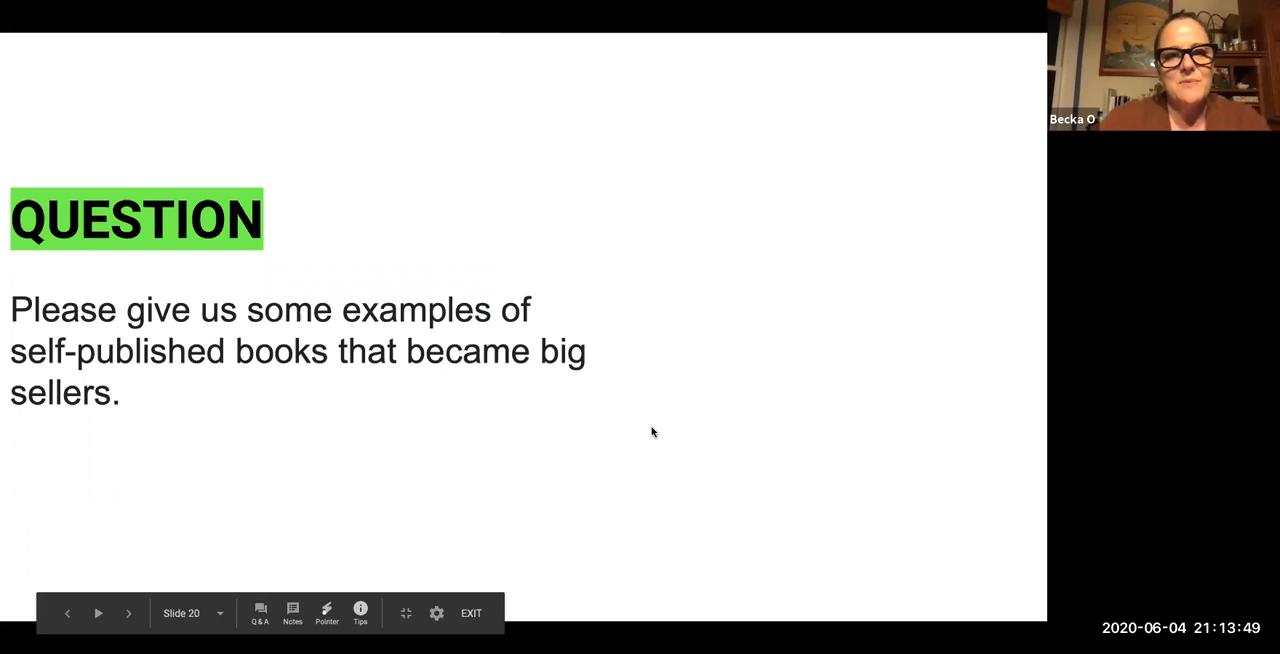 Becka O
QUESTION
Please give us some examples of
self-published books that became big
sellers.
Slide 20
Q & A
Notes
Pointer
Tips
EXIT
2020-06-04 21:13:49